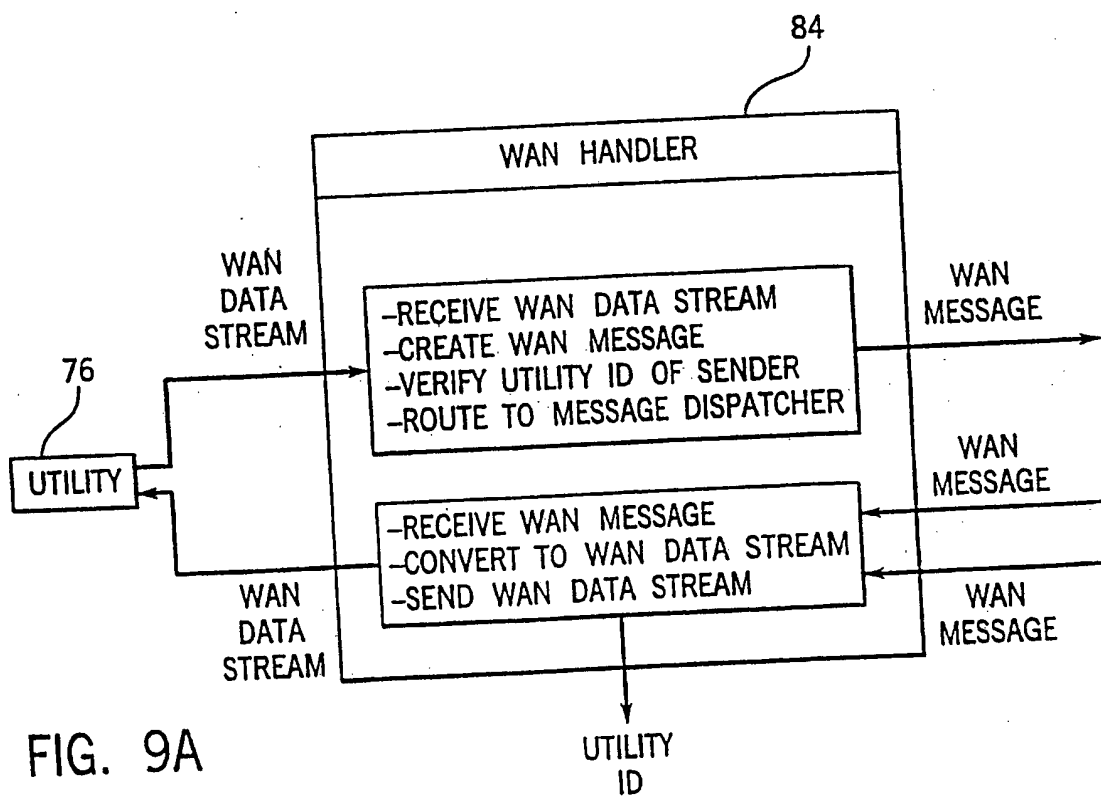 84
WAN HANDLER
WAN
DATA
STREAM
–RECEIVE WAN DATA STREAM
–CREATE WAN MESSAGE
–VERIFY UTILITY ID OF SENDER
–ROUTE TO MESSAGE DISPATCHER
WAN
MESSAGE
76
UTILITY
WAN
MESSAGE
–RECEIVE WAN MESSAGE
–CONVERT TO WAN DATA STREAM
–SEND WAN DATA STREAM
WAN
DATA
STREAM
WAN
MESSAGE
UTILITY
ID
FIG. 9A